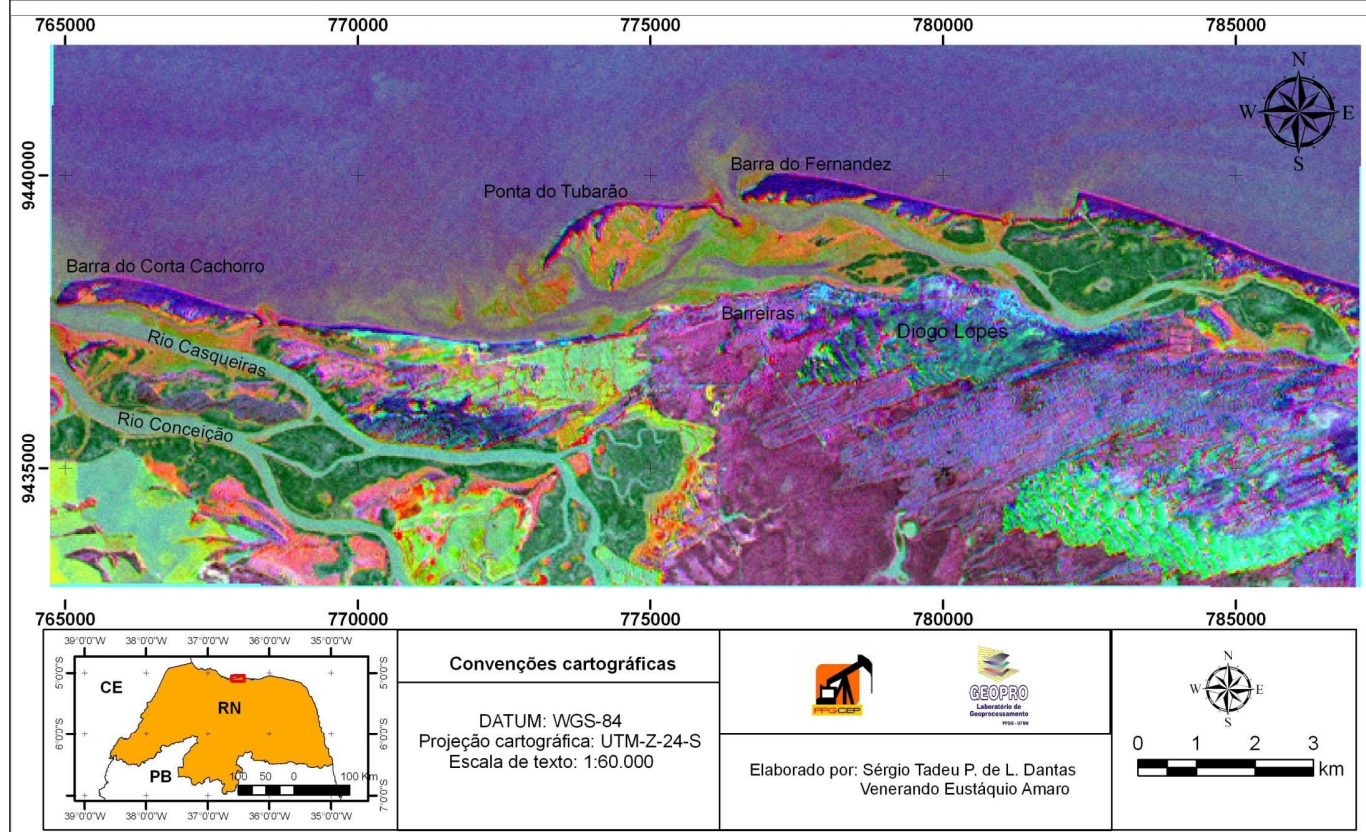 765000 770000 775000 780000 785000
N
W E
S
9440000
9435000
Barra do Fernandez
Ponta do Tubarão
Barra do Corta Cachorro
Rio Casqueiras
Barreiras
Diogo Lopes
Rio Conceição
765000 770000 775000 780000 785000
39°0'0"W 38°0'0"W 37°0'0"W 36°0'0"W 35°0'0"W
5°0'0"S 5°0'0"S
6°0'0"S 6°0'0"S
7°0'0"S
CE
RN
PB
100 50 0 100 Km
39°0'0"W 38°0'0"W 37°0'0"W 36°0'0"W 35°0'0"W
Convenções cartográficas
DATUM: WGS-84
Projeção cartográfica: UTM-Z-24-S
Escala de texto: 1:60.000
PPGCEP
GEOPRO
Laboratório de
Geoprocessamento
PPGG - UFRN
Elaborado por: Sérgio Tadeu P. de L. Dantas
Venerando Eustáquio Amaro
N
W E
S
0 1 2 3
km